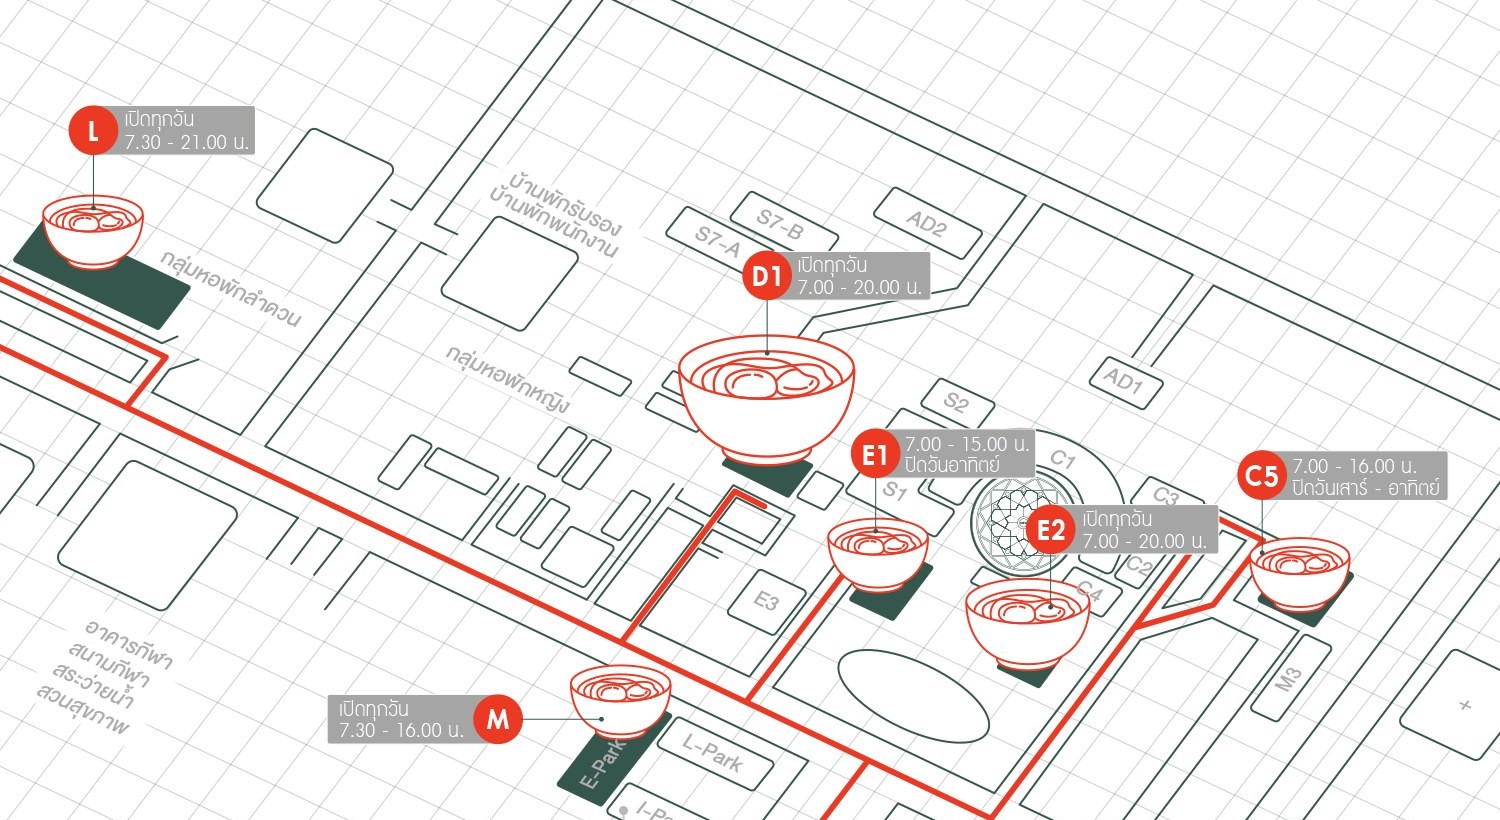 L
เปิดทุกวัน
7.30 - 21.00 น.
กลุ่มหอพักลำดวน
บ้านพักรับรอง
บ้านพักพนักงาน
S7-A
S7-B
AD2
D1
เปิดทุกวัน
7.00 - 20.00 น.
กลุ่มหอพักหญิง
AD1
S2
E1
7.00 - 15.00 น.
ปิดวันอาทิตย์
C1
S1
C3
C5
7.00 - 16.00 น.
ปิดวันเสาร์ - อาทิตย์
E2
เปิดทุกวัน
7.00 - 20.00 น.
C2
C4
E3
อาคารกีฬา
สนามกีฬา
สระว่ายน้ำ
สวนสุขภาพ
M3
เปิดทุกวัน
7.30 - 16.00 น.
M
E-Park
L-Park
I-Pa